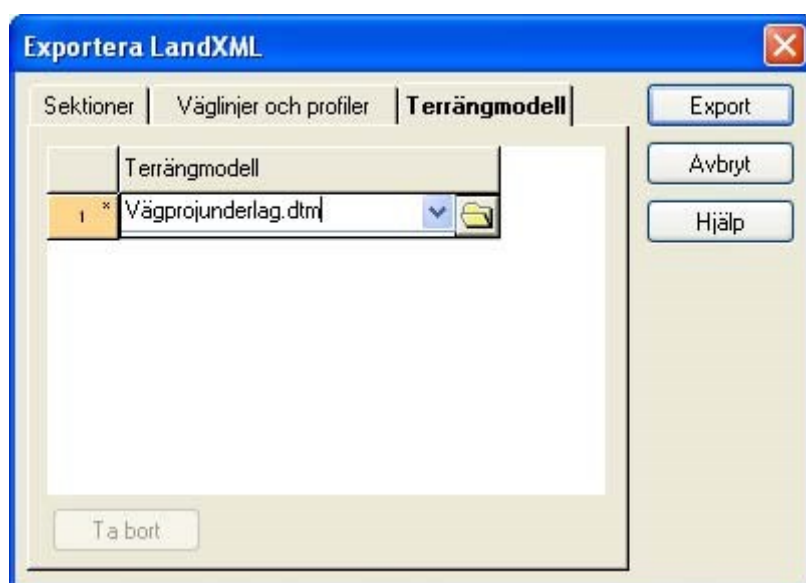 Exportera LandXML
Sektioner
Väglinjer och profiler
Terrängmodell
Export
Avbryt
Hjälp
Terrängmodell
1 *
Vägprojunderlag.dtm
Ta bort